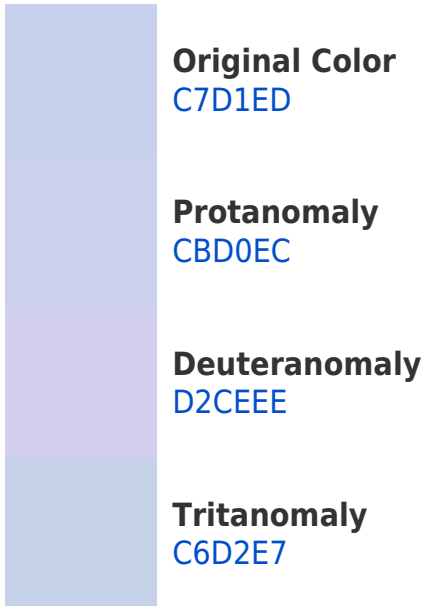 Original Color
C7D1ED
Protanomaly
CBD0EC
Deuteranomaly
D2CEEE
Tritanomaly
C6D2E7